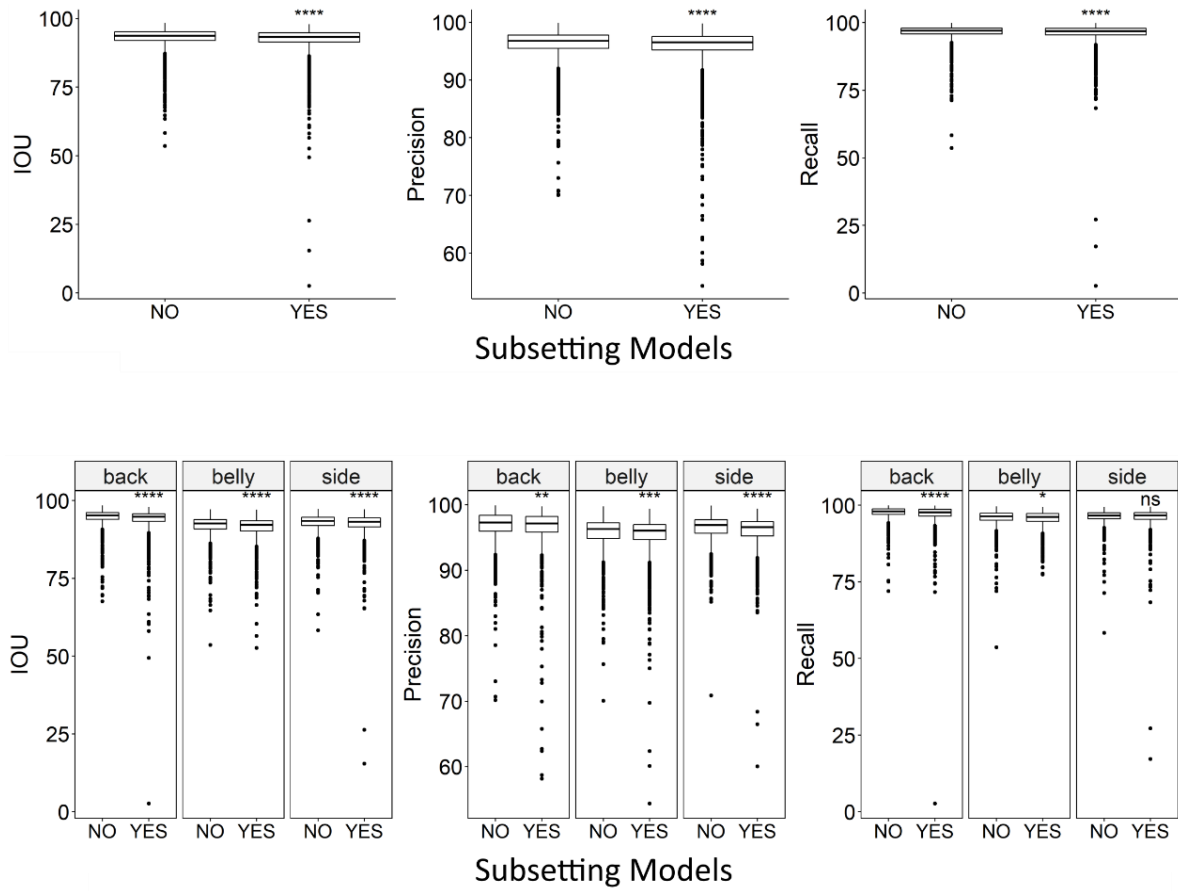 IOU
100
75
50
25
0
****
NO YES
Precision
100
90
80
70
60
****
NO YES
Recall
100
75
50
25
0
****
NO YES
Subsetting Models
IOU
100
75
50
25
0
back belly side
**** **** ****
NO YES NO YES NO YES
Precision
100
90
80
70
60
back belly side
** *** ****
NO YES NO YES NO YES
Recall
100
75
50
25
0
back belly side
**** * ns
NO YES NO YES NO YES
Subsetting Models